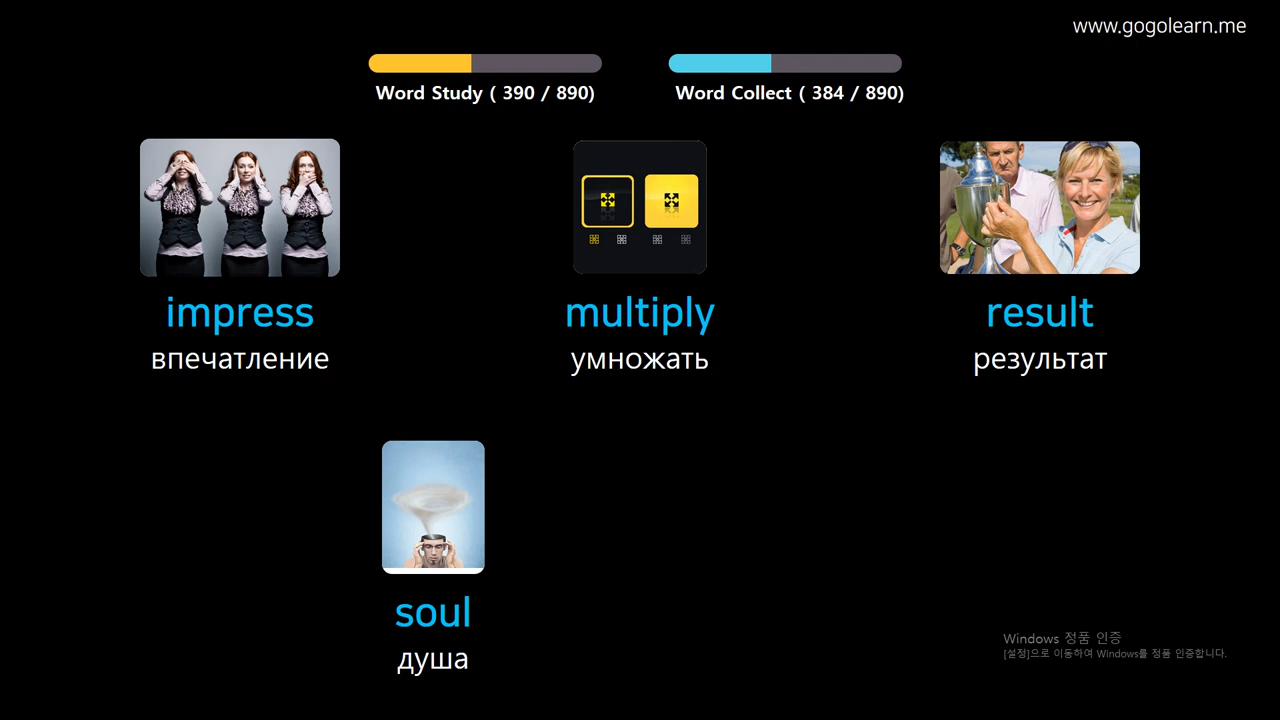 www.gogolearn.me
Word Study ( 390 / 890)
Word Collect ( 384 / 890)
impress
впечатление
multiply
умножать
result
результат
soul
душа
Windows 정품 인증
[설정]으로 이동하여 Windows를 정품 인증합니다.